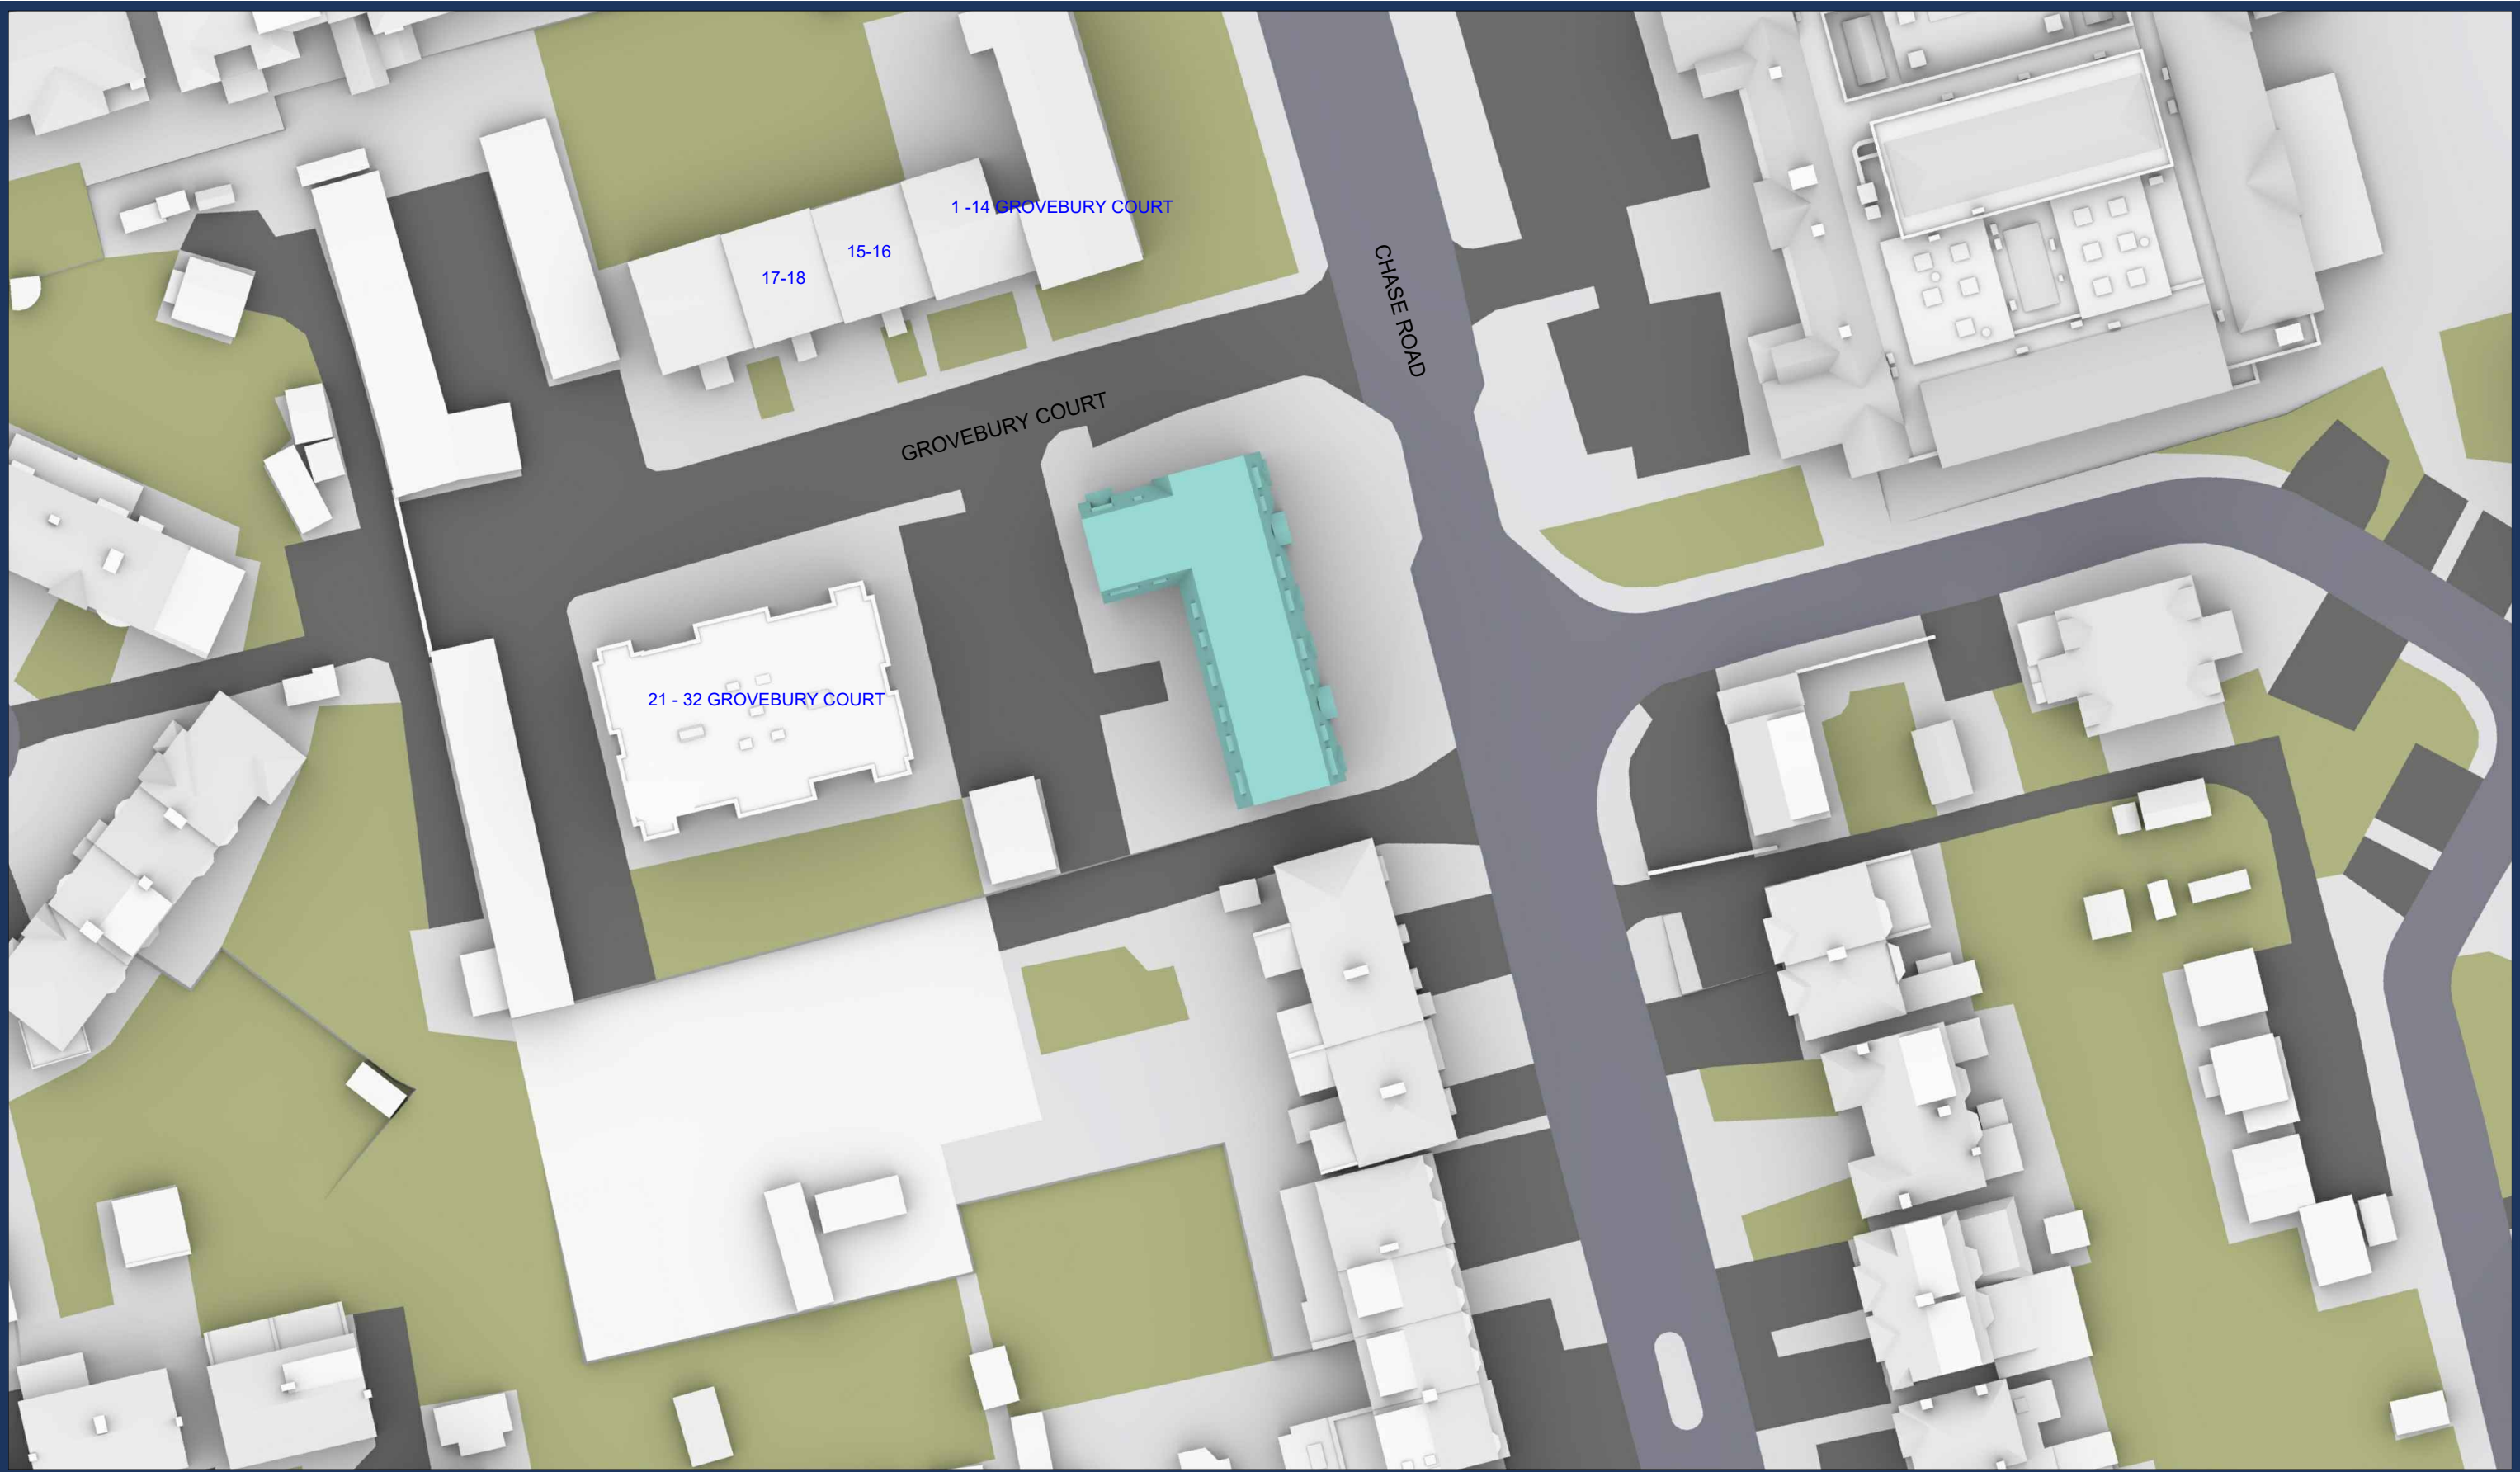 1 -14 GROVEBURY COURT
15-16
17-18
CHASE ROAD
GROVEBURY COURT
21 - 32 GROVEBURY COURT